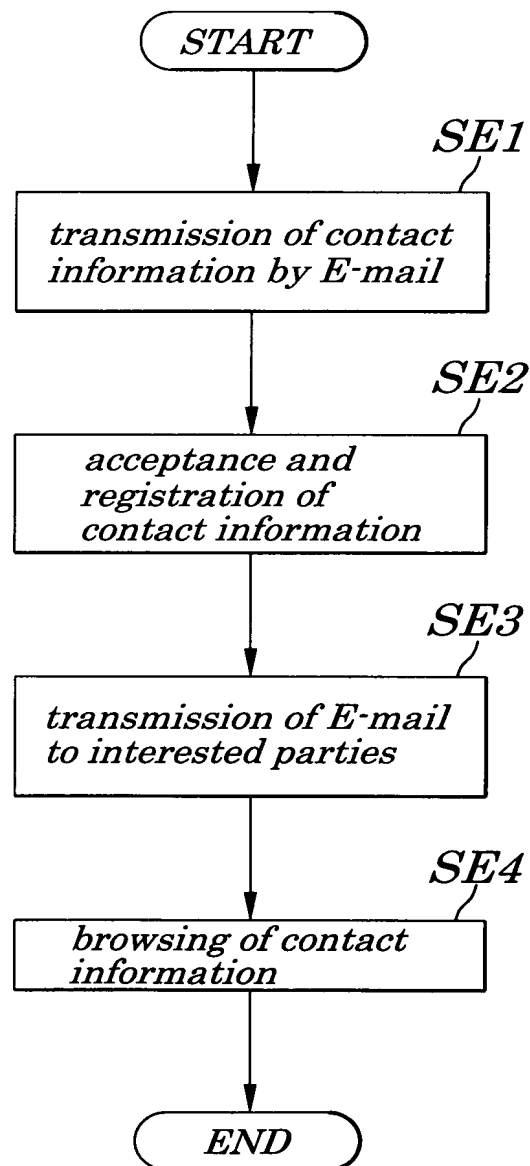 START
SE1
transmission of contact
information by E-mail
SE2
acceptance and
registration of
contact information
SE3
transmission of E-mail
to interested parties
SE4
browsing of contact
information
END